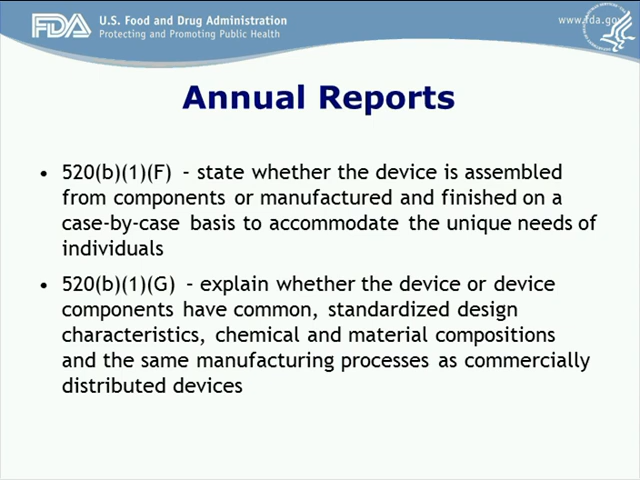 FDA U.S. Food and Drug Administration
Protecting and Promoting Public Health
www.fda.gov
Annual Reports
• 520(b)(1)(F) – state whether the device is assembled
from components or manufactured and finished on a
case-by-case basis to accommodate the unique needs of
individuals
• 520(b)(1)(G) – explain whether the device or device
components have common, standardized design
characteristics, chemical and material compositions
and the same manufacturing processes as commercially
distributed devices